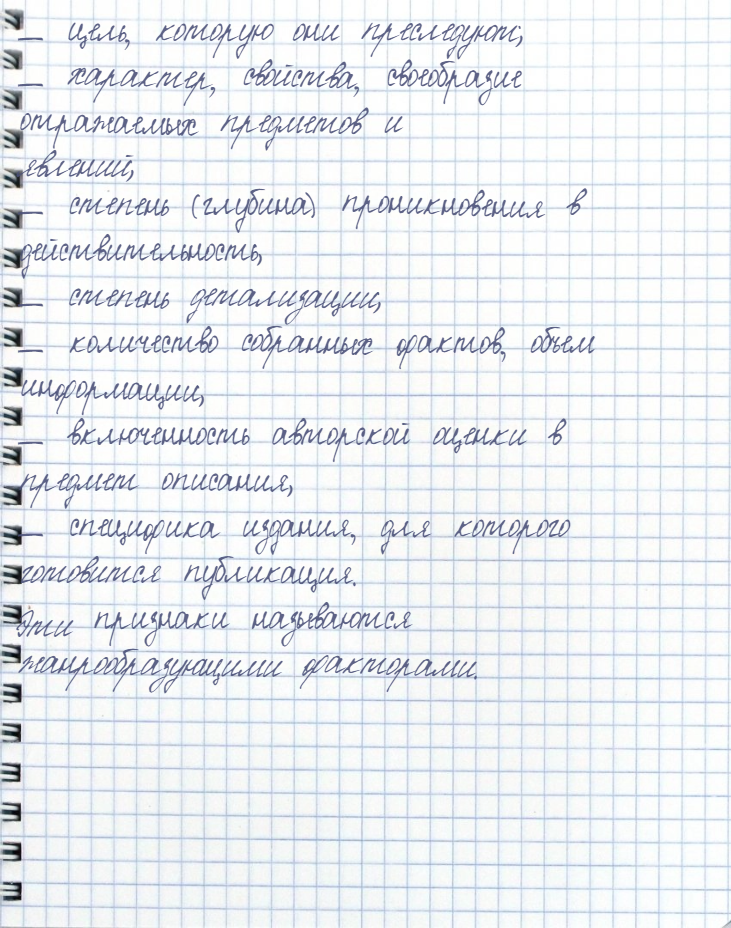 — цель, которую они преследуют;
— характер, свойства, своеобразие
отражаемых предметов и
явлений;
— степень (глубина) проникновения в
действительность;
— степень детализации;
— количество собранных фактов, объем
информации;
— включенность авторской оценки в
предмет описания;
— специфика издания, для которого
готовится публикация.
Эти признаки называются
жанрообразующими факторами.